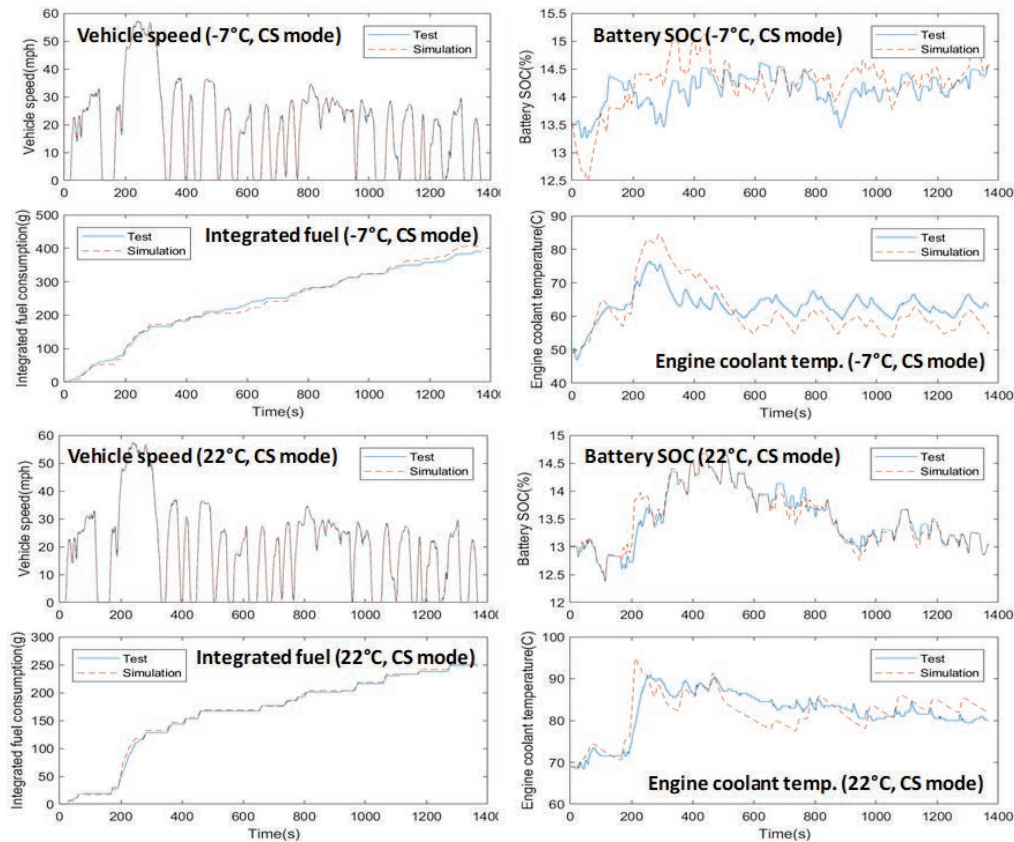 Vehicle speed (-7°C, CS mode)
Test
Simulation
Vehicle speed(mph)
60
50
40
30
20
10
0
0 200 400 600 800 1000 1200 1400
Battery SOC (-7°C, CS mode)
Test
Simulation
Battery SOC(%)
15.5
15
14.5
14
13.5
13
12.5
0 200 400 600 800 1000 1200 1400
Integrated fuel (-7°C, CS mode)
Test
Simulation
Integrated fuel consumption(g)
500
400
300
200
100
0
0 200 400 600 800 1000 1200 1400
Time(s)
Test
Simulation
Engine coolant temp. (-7°C, CS mode)
Engine coolant temperature(C)
90
80
70
60
50
40
0 200 400 600 800 1000 1200 1400
Time(s)
Vehicle speed (22°C, CS mode)
Test
Simulation
Vehicle speed(mph)
60
50
40
30
20
10
0
0 200 400 600 800 1000 1200 1400
Battery SOC (22°C, CS mode)
Test
Simulation
Battery SOC(%)
15
14.5
14
13.5
13
12.5
12
0 200 400 600 800 1000 1200 1400
Integrated fuel (22°C, CS mode)
Test
Simulation
Integrated fuel consumption(g)
300
250
200
150
100
50
0
0 200 400 600 800 1000 1200 1400
Time(s)
Test
Simulation
Engine coolant temp. (22°C, CS mode)
Engine coolant temperature(C)
100
90
80
70
60
0 200 400 600 800 1000 1200 1400
Time(s)